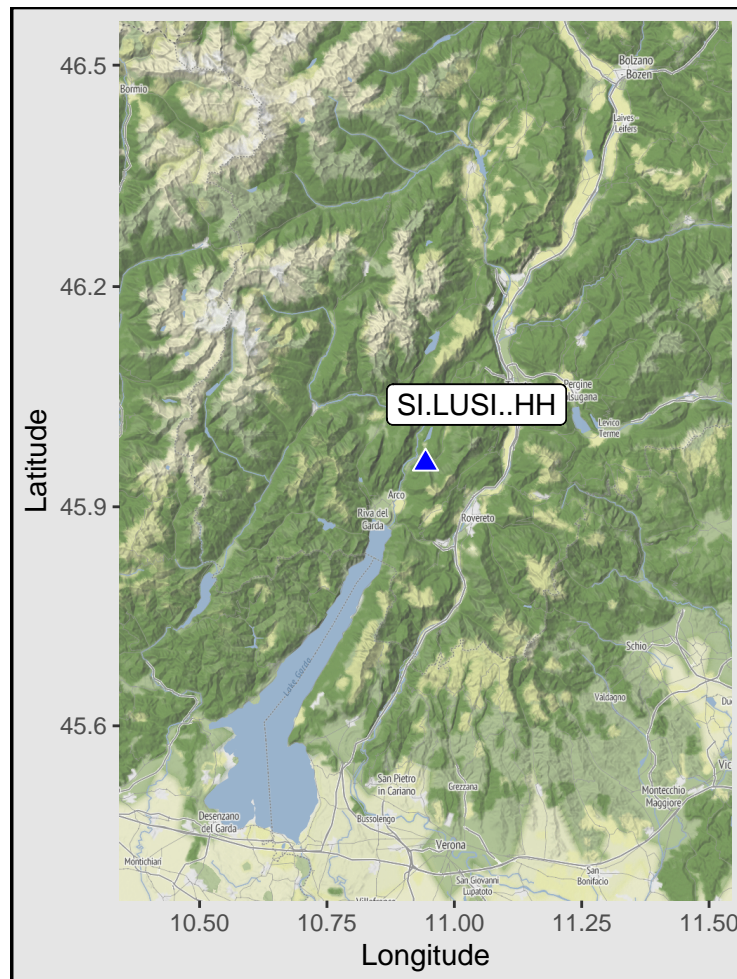 46.5
Bolzano
Bozen
Bormio
Laives -
Leifers
46.2
Pergine
SI.LUSI..HH
Levico
Terme
Latitude
Arco
45.9
Riva del
Garda
Rovereto
Lake Garda
Schio
Valdagno
45.6
San Pietro
in Cariano
Grezzana
Montecchio
Maggiore
Desenzano
del Garda
Bussolengo
Verona
Montichiari
San
Bonifacio
San Giovanni
Lupatoto
10.50
10.75
11.00
11.25
11.50
Longitude